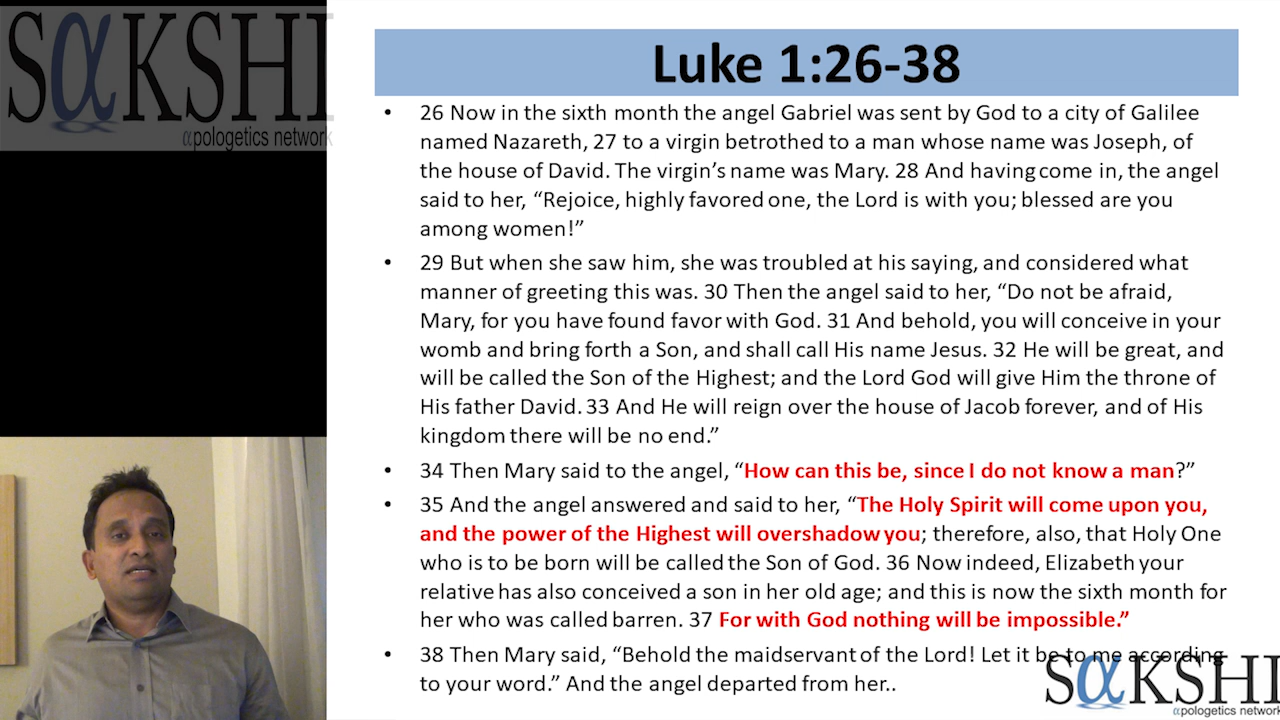 SαKSHI
αpologetics network
Luke 1:26-38
• 26 Now in the sixth month the angel Gabriel was sent by God to a city of Galilee
named Nazareth, 27 to a virgin betrothed to a man whose name was Joseph, of
the house of David. The virgin’s name was Mary. 28 And having come in, the angel
said to her, “Rejoice, highly favored one, the Lord is with you; blessed are you
among women!”
• 29 But when she saw him, she was troubled at his saying, and considered what
manner of greeting this was. 30 Then the angel said to her, “Do not be afraid,
Mary, for you have found favor with God. 31 And behold, you will conceive in your
womb and bring forth a Son, and shall call His name Jesus. 32 He will be great, and
will be called the Son of the Highest; and the Lord God will give Him the throne of
His father David. 33 And He will reign over the house of Jacob forever, and of His
kingdom there will be no end.”
• 34 Then Mary said to the angel, “How can this be, since I do not know a man?”
• 35 And the angel answered and said to her, “The Holy Spirit will come upon you,
and the power of the Highest will overshadow you; therefore, also, that Holy One
who is to be born will be called the Son of God. 36 Now indeed, Elizabeth your
relative has also conceived a son in her old age; and this is now the sixth month for
her who was called barren. 37 For with God nothing will be impossible.”
• 38 Then Mary said, “Behold the maidservant of the Lord! Let it be to me according
to your word.” And the angel departed from her..
SαKSHI
αpologetics network